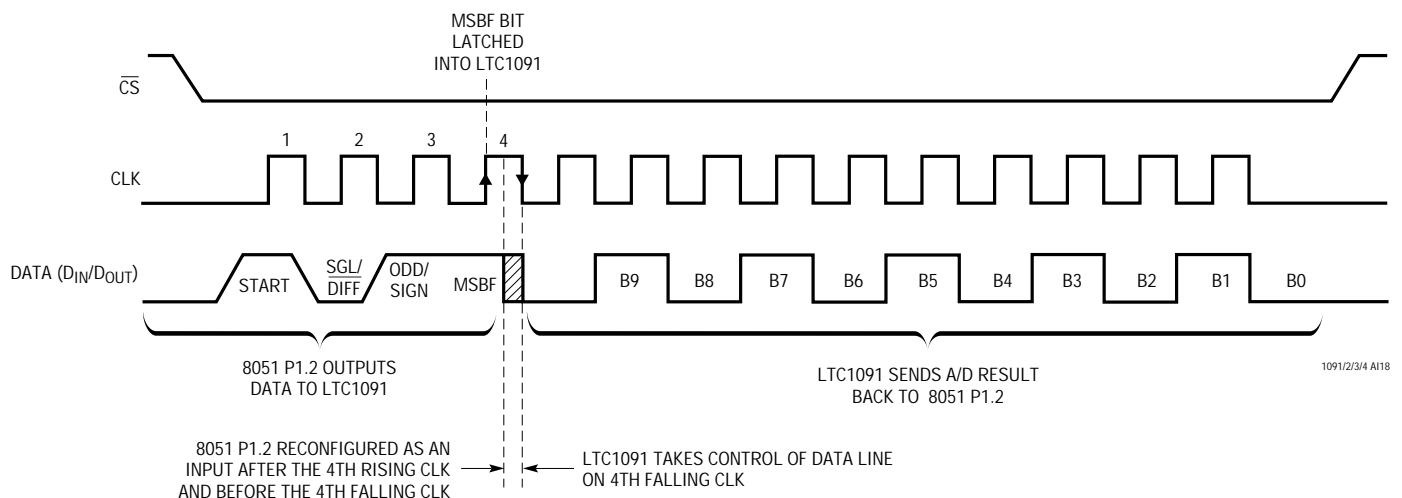 MSBF BIT
LATCHED
INTO LTC1091
CS
1 2 3 4
CLK
DATA (DIN/DOUT)
START
SGL/
DIFF
ODD/
SIGN
MSBF
B9 B8 B7 B6 B5 B4 B3 B2 B1 B0
8051 P1.2 OUTPUTS
DATA TO LTC1091
LTC1091 SENDS A/D RESULT
BACK TO 8051 P1.2
1091/2/3/4 AI18
8051 P1.2 RECONFIGURED AS AN
INPUT AFTER THE 4TH RISING CLK
AND BEFORE THE 4TH FALLING CLK
LTC1091 TAKES CONTROL OF DATA LINE
ON 4TH FALLING CLK